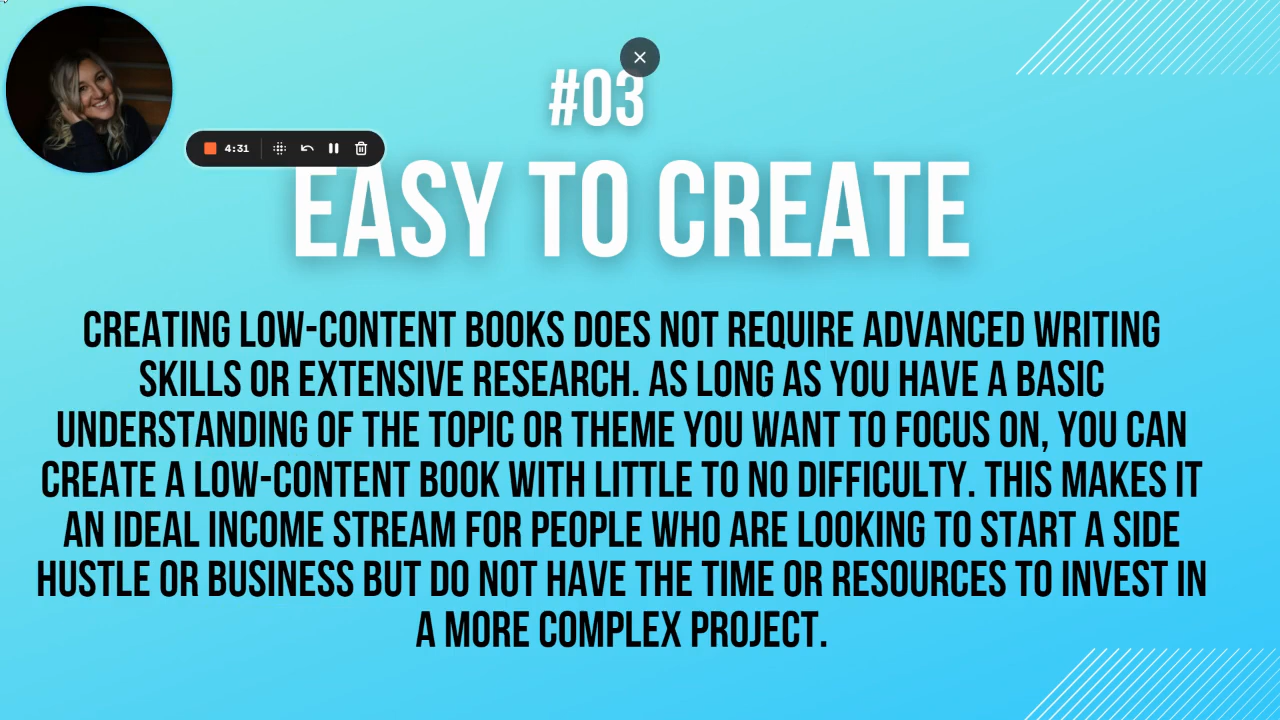 #03
4:31
EASY TO CREATE
CREATING LOW-CONTENT BOOKS DOES NOT REQUIRE ADVANCED WRITING
SKILLS OR EXTENSIVE RESEARCH. AS LONG AS YOU HAVE A BASIC
UNDERSTANDING OF THE TOPIC OR THEME YOU WANT TO FOCUS ON, YOU CAN
CREATE A LOW-CONTENT BOOK WITH LITTLE TO NO DIFFICULTY. THIS MAKES IT
AN IDEAL INCOME STREAM FOR PEOPLE WHO ARE LOOKING TO START A SIDE
HUSTLE OR BUSINESS BUT DO NOT HAVE THE TIME OR RESOURCES TO INVEST IN
A MORE COMPLEX PROJECT.